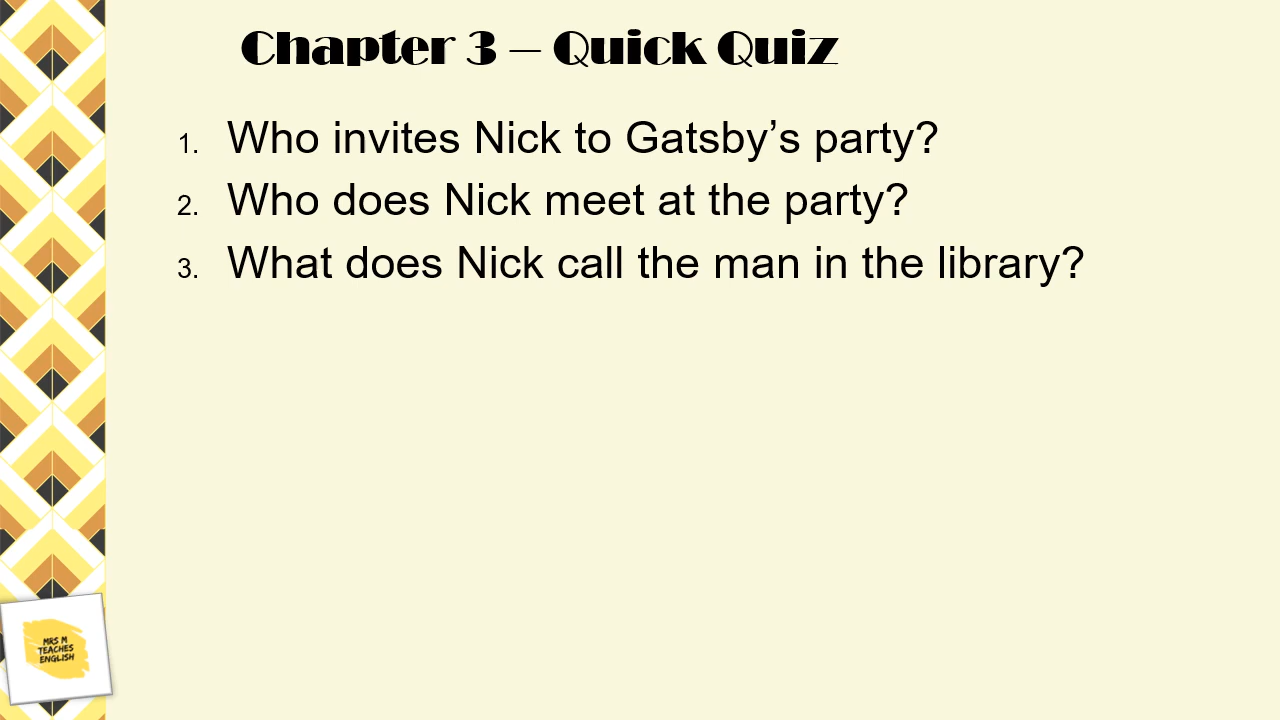 Chapter 3 – Quick Quiz
1. Who invites Nick to Gatsby’s party?
2. Who does Nick meet at the party?
3. What does Nick call the man in the library?
MRS M
TEACHES
ENGLISH